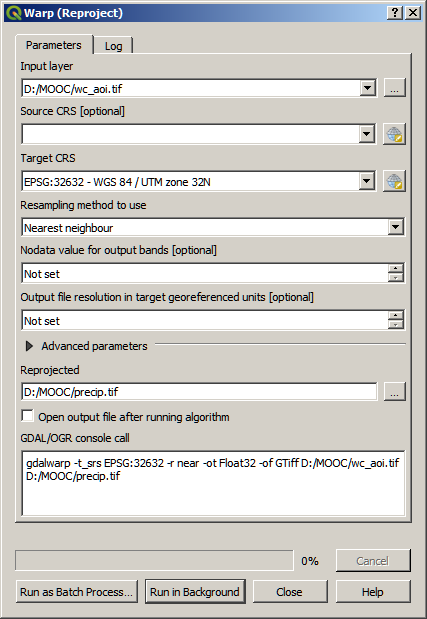 Warp (Reproject)
Parameters
Log
Input layer
D:/MOOC/wc_aoi.tif
...
Source CRS [optional]
Target CRS
EPSG:32632 - WGS 84 / UTM zone 32N
Resampling method to use
Nearest neighbour
Nodata value for output bands [optional]
Not set
Output file resolution in target georeferenced units [optional]
Not set
Advanced parameters
Reprojected
D:/MOOC/precip.tif
...
Open output file after running algorithm
GDAL/OGR console call
gdalwarp -t_srs EPSG:32632 -r near -ot Float32 -of GTiff D:/MOOC/wc_aoi.tif
D:/MOOC/precip.tif
0%
Cancel
Run as Batch Process...
Run in Background
Close
Help